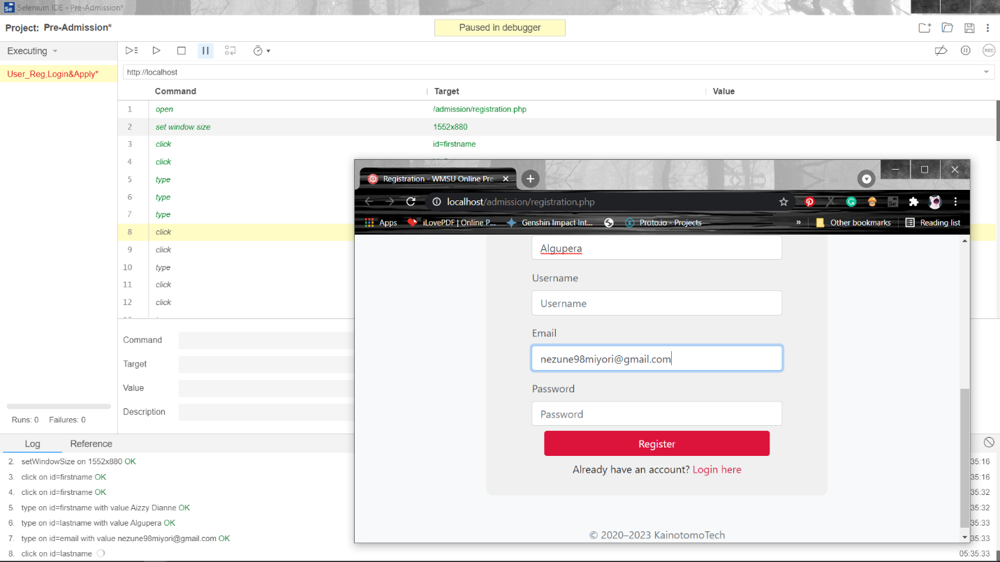 Selenium IDE - Pre-Admission*
Project: Pre-Admission*
Paused in debugger
Executing
REC
User_Reg,Login&Apply*
http://localhost
Command Target Value
1 open /admission/registration.php
2 set window size 1552x880
3 click id=firstname
4 click
5 type
6 type
7 type
8 click
9 click
10 type
11 click
12 click
Command
Target
Value
Description
Runs: 0 Failures: 0
Log Reference
2. setWindowSize on 1552x880 OK 35:16
3. click on id=firstname OK 35:16
4. click on id=firstname OK 35:32
5. type on id=firstname with value Aizzy Dianne OK 35:32
6. type on id=lastname with value Algupera OK 35:33
7. type on id=email with value nezune98miyori@gmail.com OK 35:33
8. click on id=lastname 05:35:33
Registration - WMSU Online Pre
localhost/admission/registration.php
Apps iLovePDF | Online P... Genshin Impact Int... Proto.io - Projects » Other bookmarks Reading list
Algupera
Username
Username
Email
nezune98miyori@gmail.com
Password
Password
Register
Already have an account? Login here
© 2020–2023 KainotomoTech